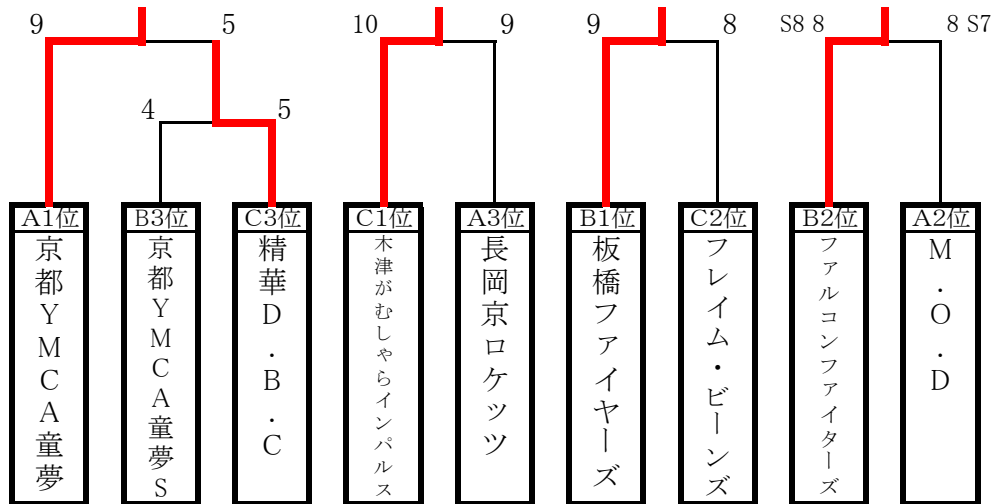 9
5
10
9
9
8
S8 8
8 S7
4
5
A1位
B3位
C3位
C1位
A3位
B1位
C2位
B2位
A2位
京都YMCA童夢
京都YMCA童夢S
精華D.B.C
木津がむしゃらインパルス
長岡京ロケッツ
板橋ファイヤーズ
フレイム・ビーンズ
ファルコンファイターズ
M.O.D